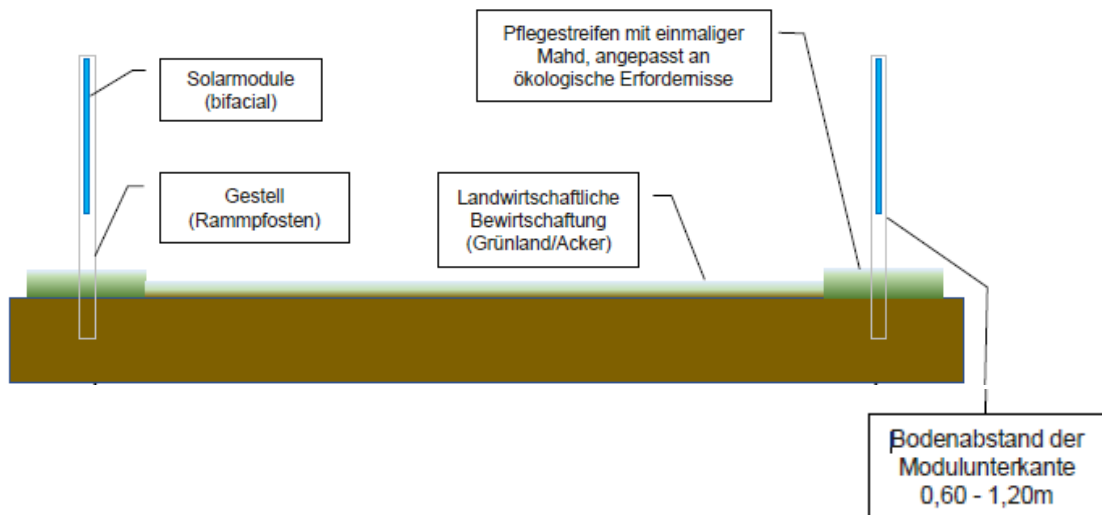 Solarmodule
(bifacial)
Pflegestreifen mit einmaliger
Mahd, angepasst an
ökologische Erfordernisse
Gestell
(Rammpfosten)
Landwirtschaftliche
Bewirtschaftung
(Grünland/Acker)
Bodenabstand der
Modulunterkante
0,60 - 1,20m